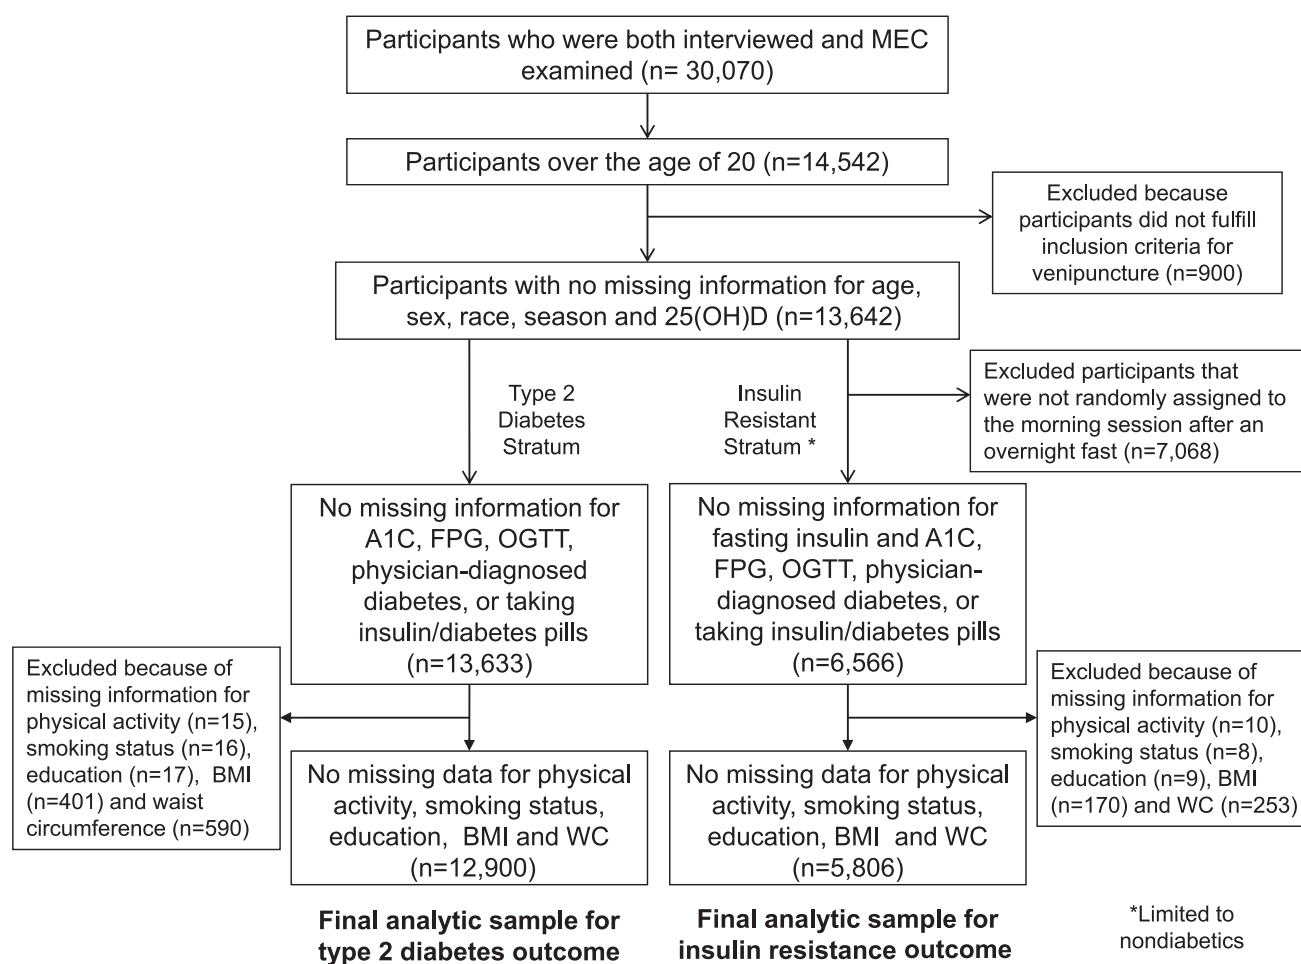 Participants who were both interviewed and MEC
examined (n= 30,070)
Participants over the age of 20 (n=14,542)
Excluded because
participants did not fulfill
inclusion criteria for
venipuncture (n=900)
Participants with no missing information for age,
sex, race, season and 25(OH)D (n=13,642)
Type 2
Diabetes
Stratum
Insulin
Resistant
Stratum *
Excluded participants that
were not randomly assigned to
the morning session after an
overnight fast (n=7,068)
No missing information for
A1C, FPG, OGTT,
physician-diagnosed
diabetes, or taking
insulin/diabetes pills
(n=13,633)
No missing information for
fasting insulin and A1C,
FPG, OGTT, physician-
diagnosed diabetes, or
taking insulin/diabetes pills
(n=6,566)
Excluded because of
missing information for
physical activity (n=15),
smoking status (n=16),
education (n=17), BMI
(n=401) and waist
circumference (n=590)
Excluded because of
missing information for
physical activity (n=10),
smoking status (n=8),
education (n=9), BMI
(n=170) and WC (n=253)
No missing data for physical
activity, smoking status,
education, BMI and WC
(n=12,900)
No missing data for physical
activity, smoking status,
education, BMI and WC
(n=5,806)
Final analytic sample for
type 2 diabetes outcome
Final analytic sample for
insulin resistance outcome
*Limited to
nondiabetics